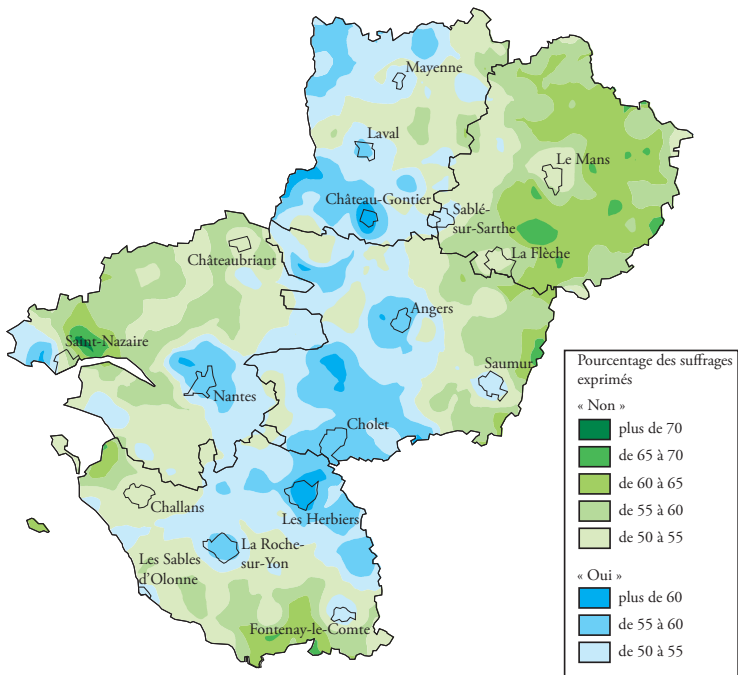 Mayenne
Laval
Le Mans
Château-Gontier
Sablé-
sur-Sarthe
La Flèche
Châteaubriant
Angers
Saint-Nazaire
Saumur
Nantes
Cholet
Challans
Les Herbiers
La Roche-
sur-Yon
Les Sables
d'Olonne
Fontenay-le-Comte
Pourcentage des suffrages
exprimés
« Non »
plus de 70
de 65 à 70
de 60 à 65
de 55 à 60
de 50 à 55
« Oui »
plus de 60
de 55 à 60
de 50 à 55